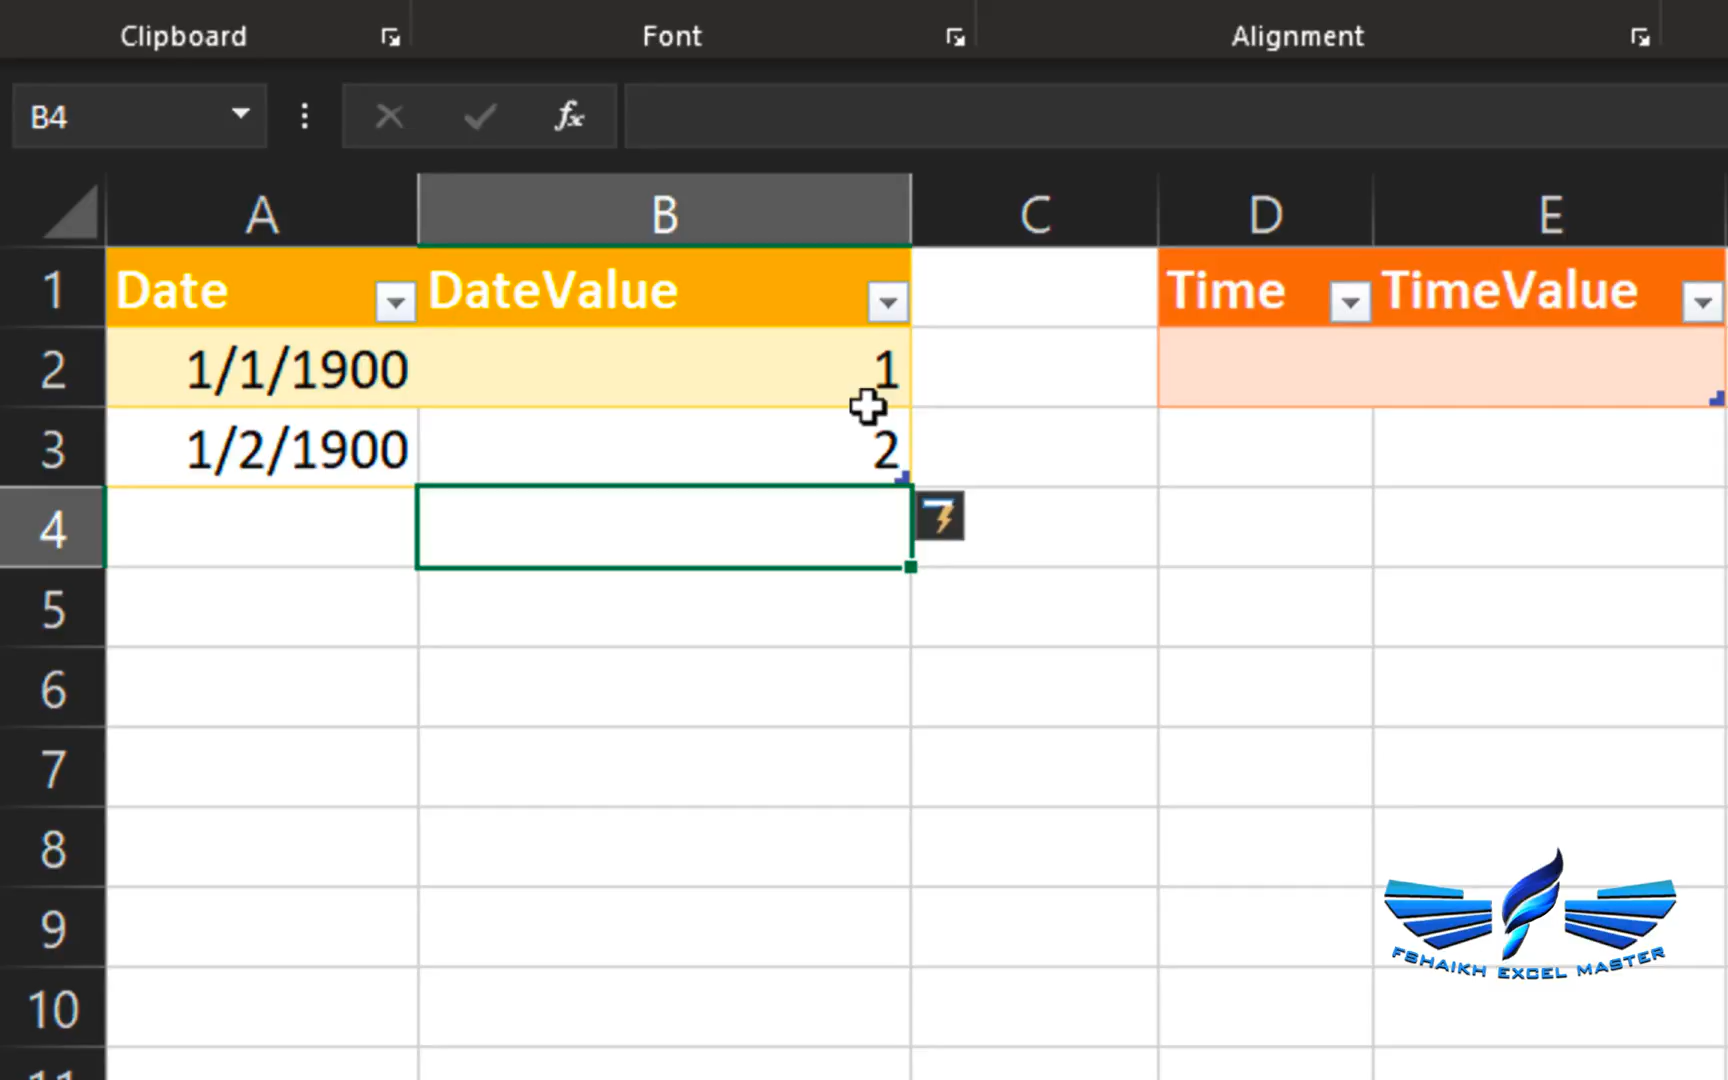 Clipboard Font Alignment
B4 fx
A B C D E
1 Date DateValue Time TimeValue
2 1/1/1900 1
3 1/2/1900 2
4
5
6
7
8
9
FSHAIKH EXCEL MASTER
10
11